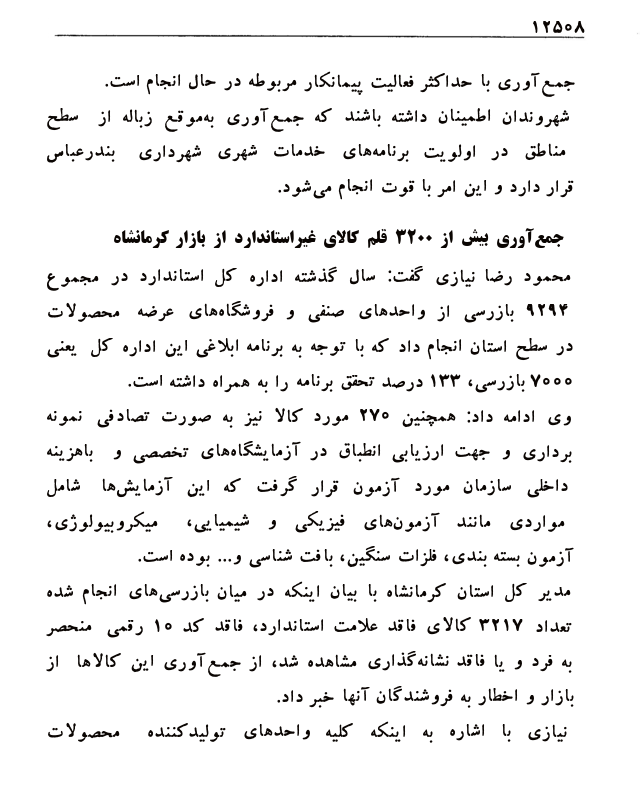 ۱۲۵۰۸
جمع‌آوری با حداکثر فعالیت پیمانکار مربوطه در حال انجام است.
شهروندان اطمینان داشته باشند که جمع‌آوری به‌موقع زباله از سطح
مناطق در اولویت برنامه‌های خدمات شهری شهرداری بندرعباس
قرار دارد و این امر با قوت انجام می‌شود.
جمع‌آوری بیش از ۳۲۰۰ قلم کالای غیراستاندارد از بازار کرمانشاه
محمود رضا نیازی گفت: سال گذشته اداره کل استاندارد در مجموع
۹۲۹۴ بازرسی از واحدهای صنفی و فروشگاه‌های عرضه محصولات
در سطح استان انجام داد که با توجه به برنامه ابلاغی این اداره کل یعنی
۷۰۰۰ بازرسی، ۱۳۳ درصد تحقق برنامه را به همراه داشته است.
وی ادامه داد: همچنین ۲۷۰ مورد کالا نیز به صورت تصادفی نمونه
برداری و جهت ارزیابی انطباق در آزمایشگاه‌های تخصصی و باهزینه
داخلی سازمان مورد آزمون قرار گرفت که این آزمایش‌ها شامل
مواردی مانند آزمون‌های فیزیکی و شیمیایی، میکروبیولوژی،
آزمون بسته بندی، فلزات سنگین، بافت شناسی و... بوده است.
مدیر کل استان کرمانشاه با بیان اینکه در میان بازرسی‌های انجام شده
تعداد ۳۲۱۷ کالای فاقد علامت استاندارد، فاقد کد ۱۰ رقمی منحصر
به فرد و یا فاقد نشانه‌گذاری مشاهده شد، از جمع‌آوری این کالاها از
بازار و اخطار به فروشندگان آنها خبر داد.
نیازی با اشاره به اینکه کلیه واحدهای تولیدکننده محصولات